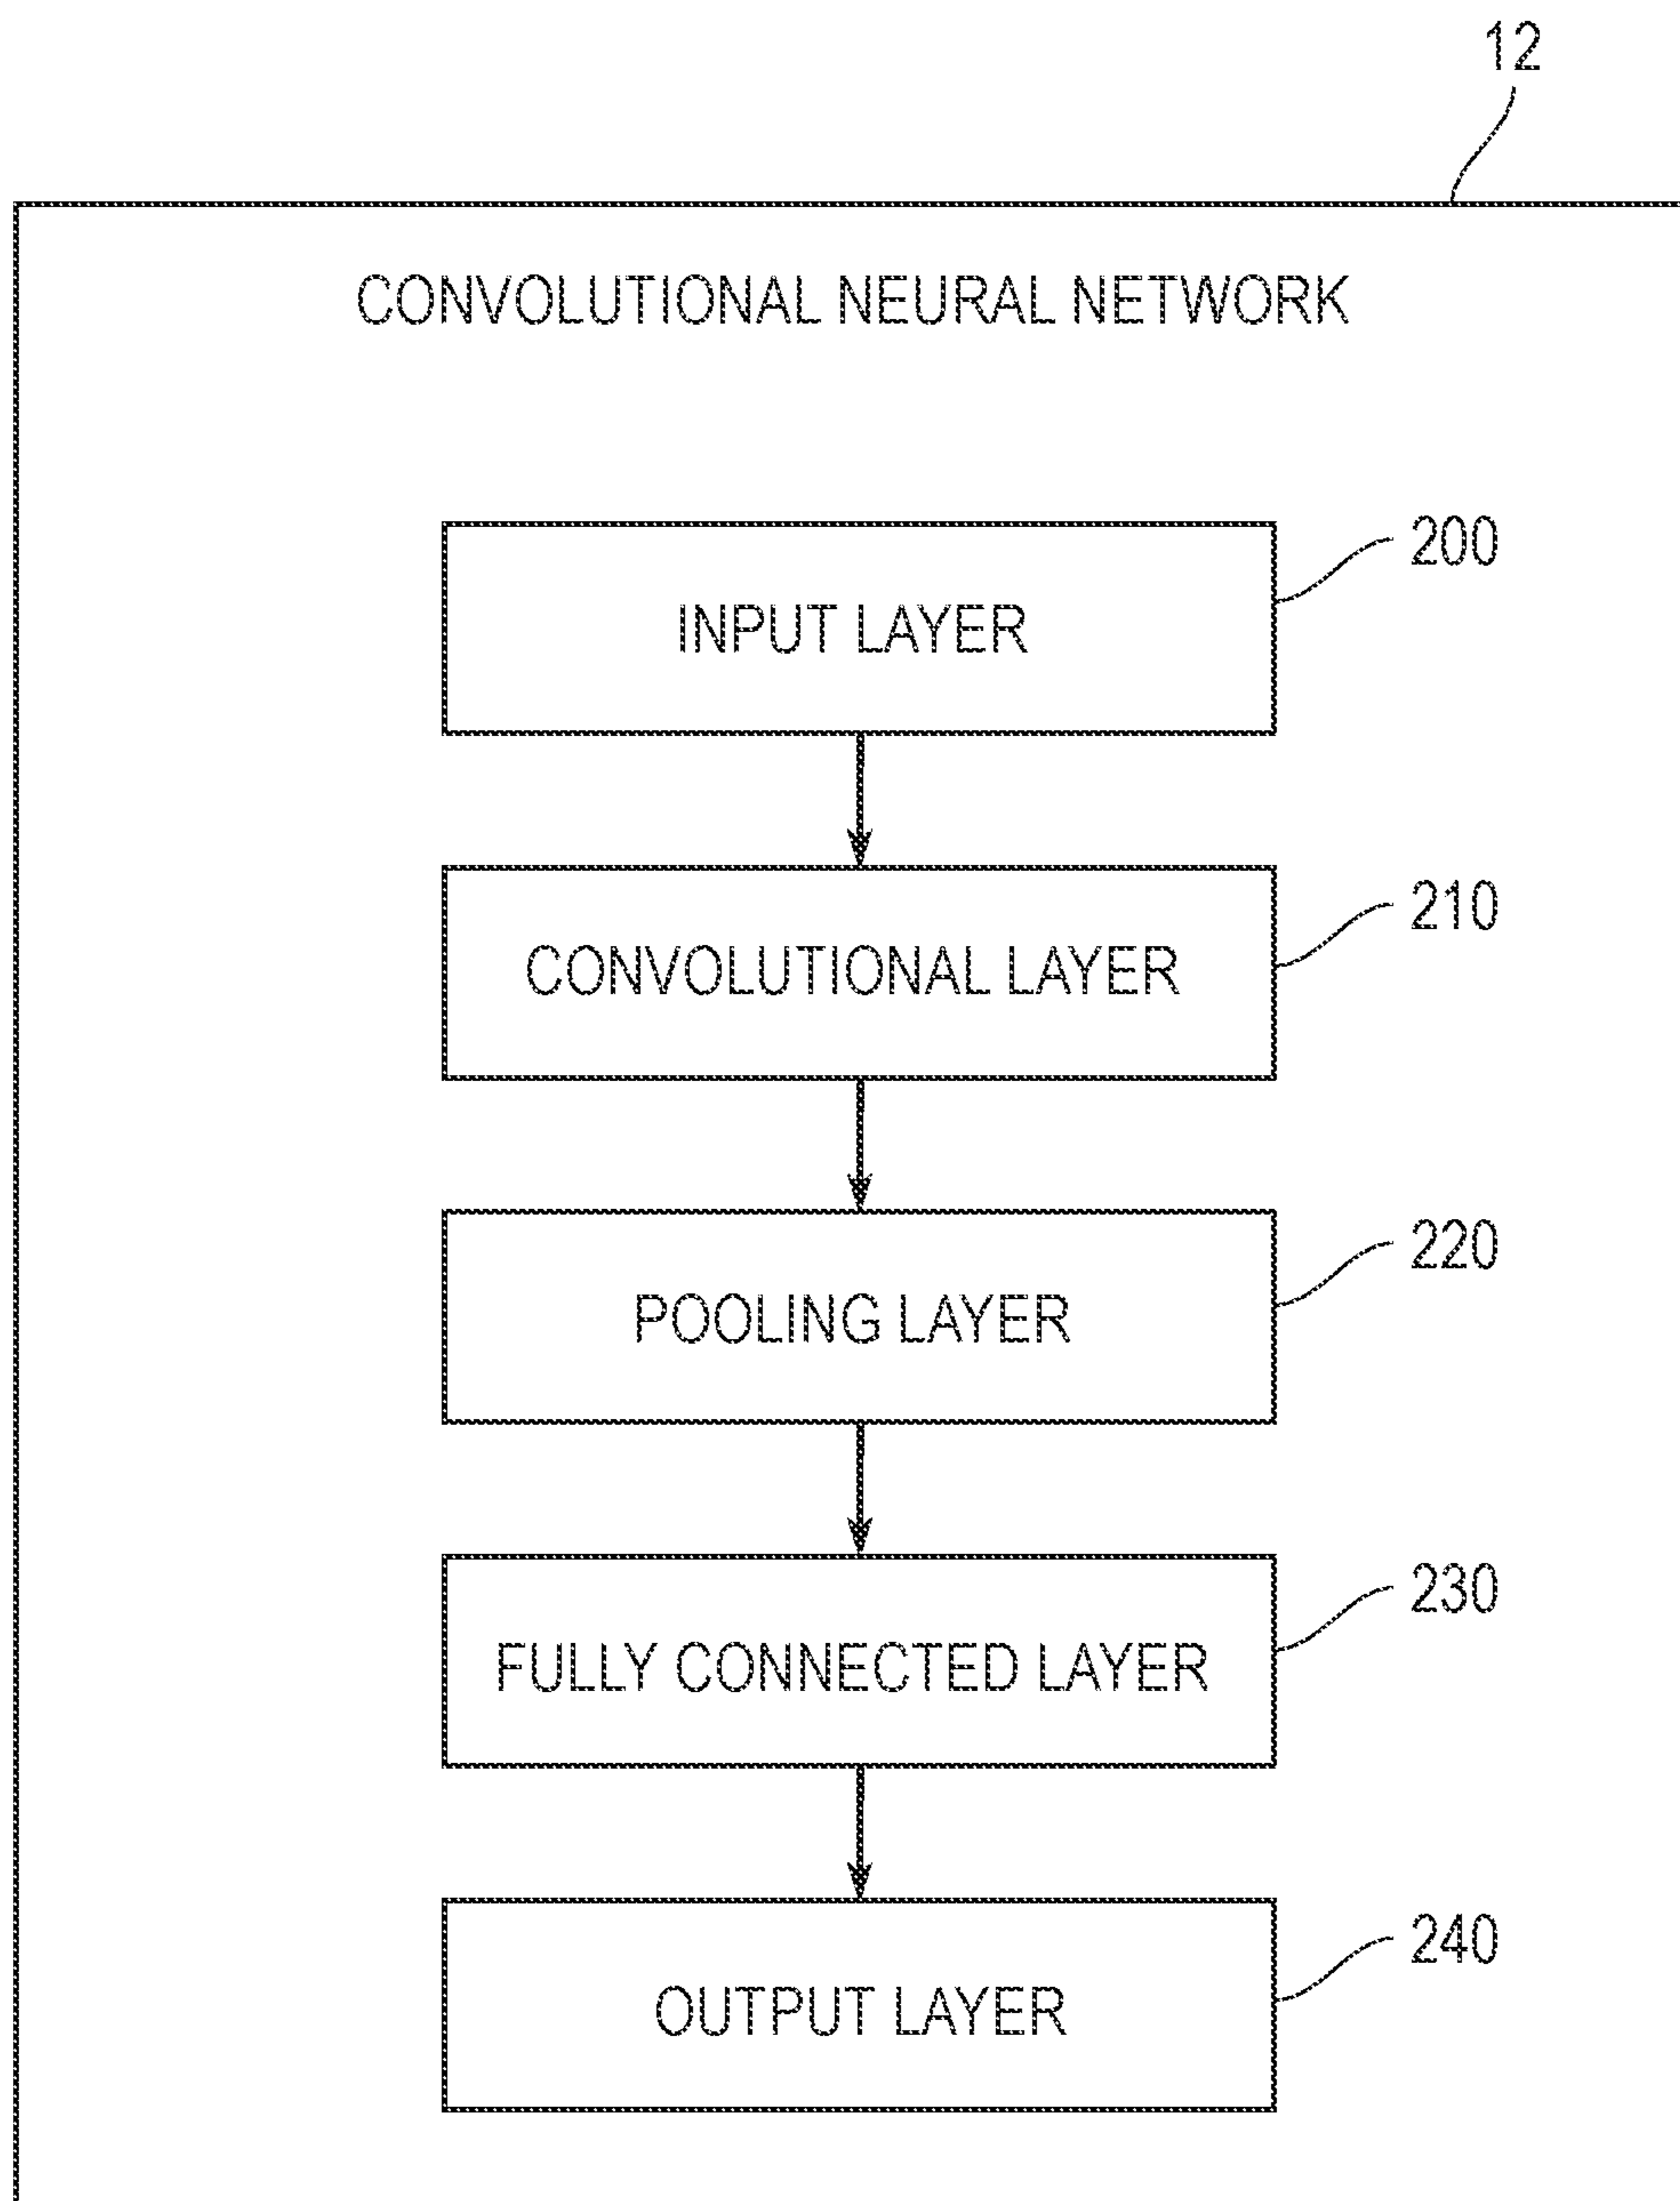 12
CONVOLUTIONAL NEURAL NETWORK
200
INPUT LAYER
210
CONVOLUTIONAL LAYER
220
POOLING LAYER
230
FULLY CONNECTED LAYER
240
OUTPUT LAYER